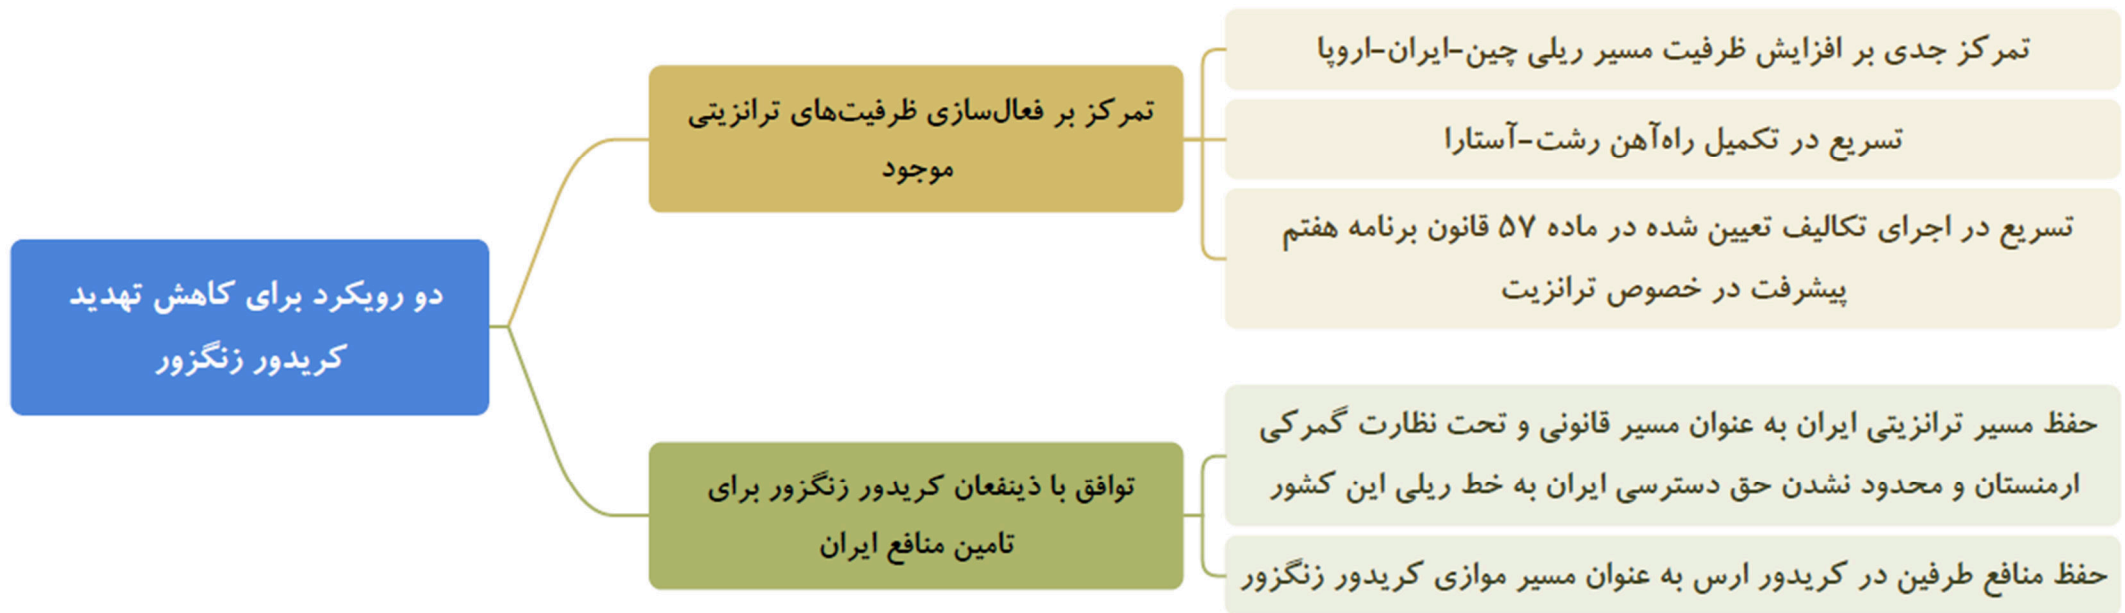 دو رویکرد برای کاهش تهدید
کریدور زنگزور
تمرکز بر فعال‌سازی ظرفیت‌های ترانزیتی
موجود
تمرکز جدی بر افزایش ظرفیت مسیر ریلی چین-ایران-اروپا
تسریع در تکمیل راه‌آهن رشت-آستارا
تسریع در اجرای تکالیف تعیین شده در ماده ۵۷ قانون برنامه هفتم
پیشرفت در خصوص ترانزیت
توافق با ذینفعان کریدور زنگزور برای
تامین منافع ایران
حفظ مسیر ترانزیتی ایران به عنوان مسیر قانونی و تحت نظارت گمرکی
ارمنستان و محدود نشدن حق دسترسی ایران به خط ریلی این کشور
حفظ منافع طرفین در کریدور ارس به عنوان مسیر موازی کریدور زنگزور